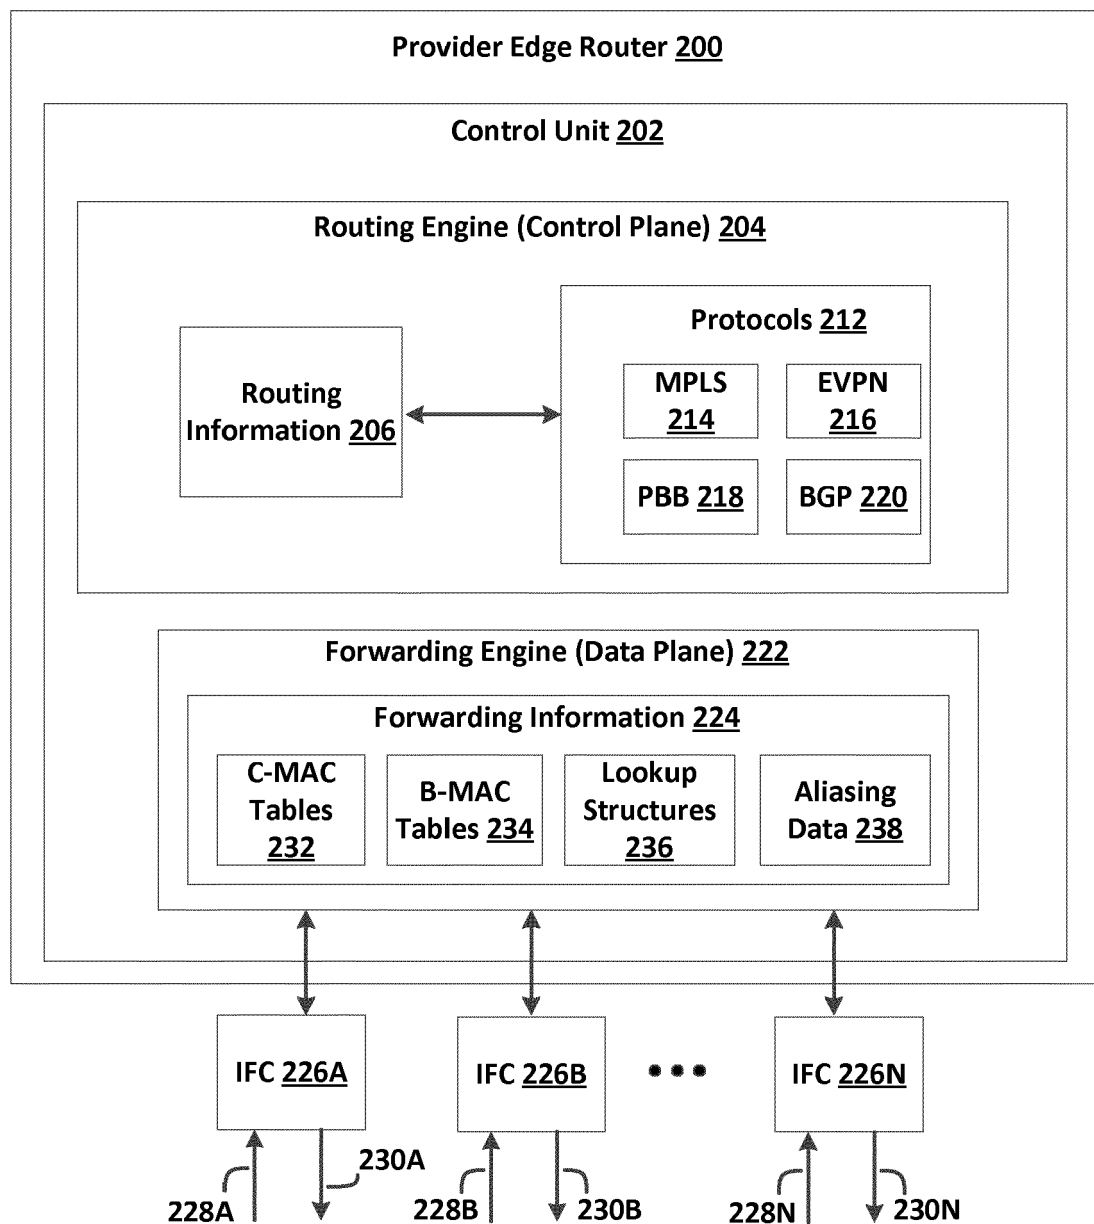 Provider Edge Router 200
Control Unit 202
Routing Engine (Control Plane) 204
Routing
Information 206
Protocols 212
MPLS
214
EVPN
216
PBB 218
BGP 220
Forwarding Engine (Data Plane) 222
Forwarding Information 224
C-MAC
Tables
232
B-MAC
Tables 234
Lookup
Structures
236
Aliasing
Data 238
IFC 226A
IFC 226B
IFC 226N
228A
230A
228B
230B
228N
230N